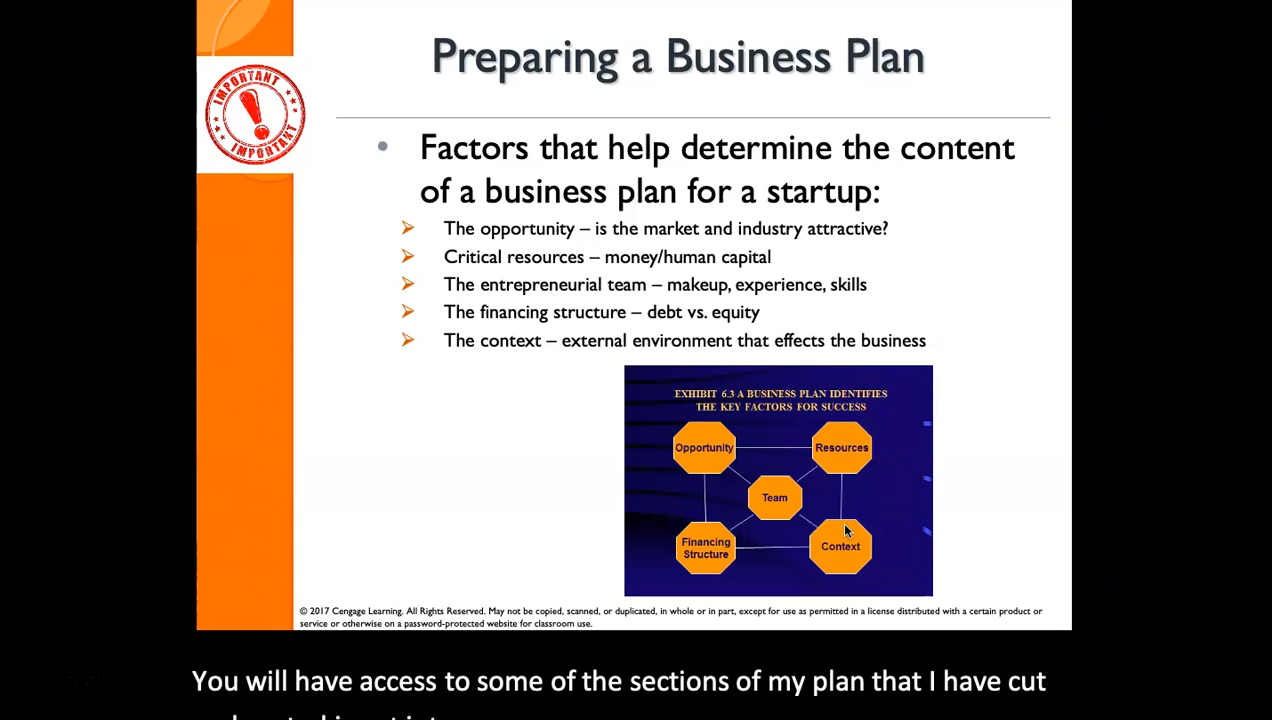 Preparing a Business Plan
IMPORTANT
IMPORTANT
• Factors that help determine the content
of a business plan for a startup:
➢ The opportunity – is the market and industry attractive?
➢ Critical resources – money/human capital
➢ The entrepreneurial team – makeup, experience, skills
➢ The financing structure – debt vs. equity
➢ The context – external environment that effects the business
EXHIBIT 6.3 A BUSINESS PLAN IDENTIFIES
THE KEY FACTORS FOR SUCCESS
Opportunity
Resources
Team
Financing
Structure
Context
© 2017 Cengage Learning. All Rights Reserved. May not be copied, scanned, or duplicated, in whole or in part, except for use as permitted in a license distributed with a certain product or
service or otherwise on a password-protected website for classroom use.
You will have access to some of the sections of my plan that I have cut